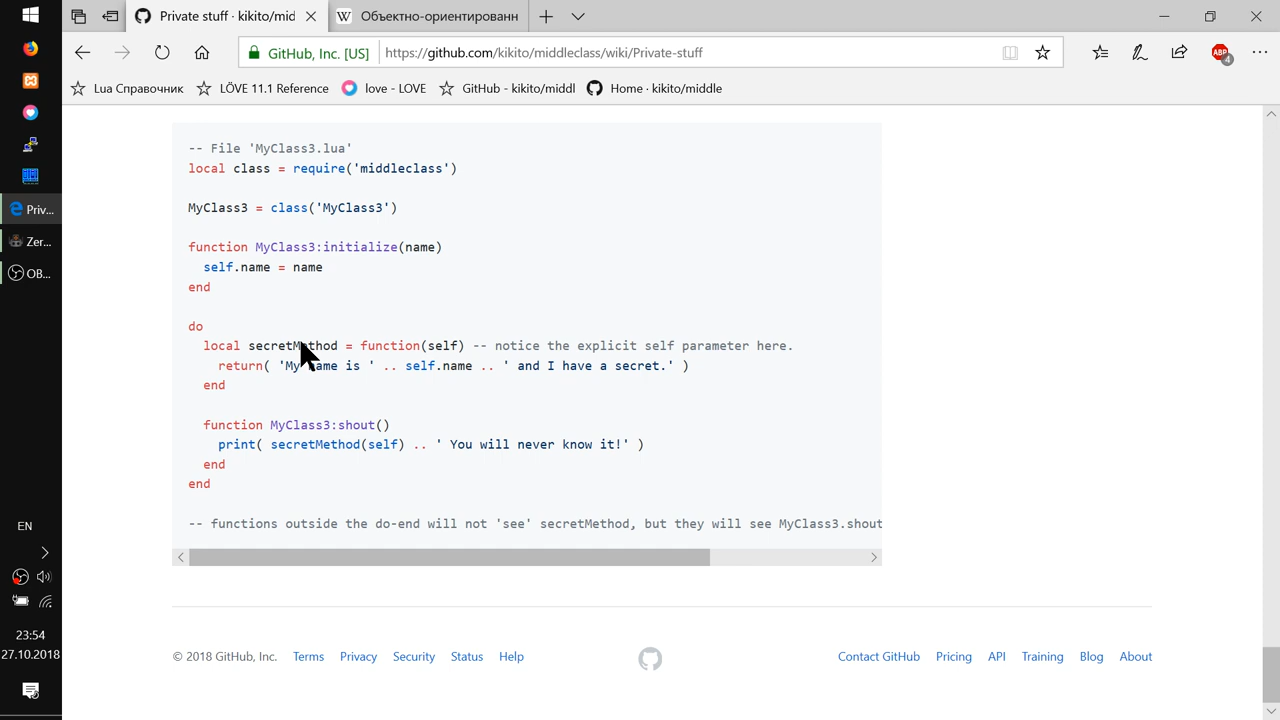 Private stuff · kikito/mid
Объектно-ориентированн
GitHub, Inc. [US]
https://github.com/kikito/middleclass/wiki/Private-stuff
ABP
4
Lua Справочник
LÖVE 11.1 Reference
love - LOVE
GitHub - kikito/middl
Home · kikito/middle
-- File 'MyClass3.lua'
local class = require('middleclass')
MyClass3 = class('MyClass3')
function MyClass3:initialize(name)
self.name = name
end
do
local secretMethod = function(self) -- notice the explicit self parameter here.
return( 'My name is ' .. self.name .. ' and I have a secret.' )
end
function MyClass3:shout()
print( secretMethod(self) .. ' You will never know it!' )
end
end
-- functions outside the do-end will not 'see' secretMethod, but they will see MyClass3.shout
© 2018 GitHub, Inc.
Terms
Privacy
Security
Status
Help
Contact GitHub
Pricing
API
Training
Blog
About
Priv...
Zer...
OB...
EN
23:54
27.10.2018